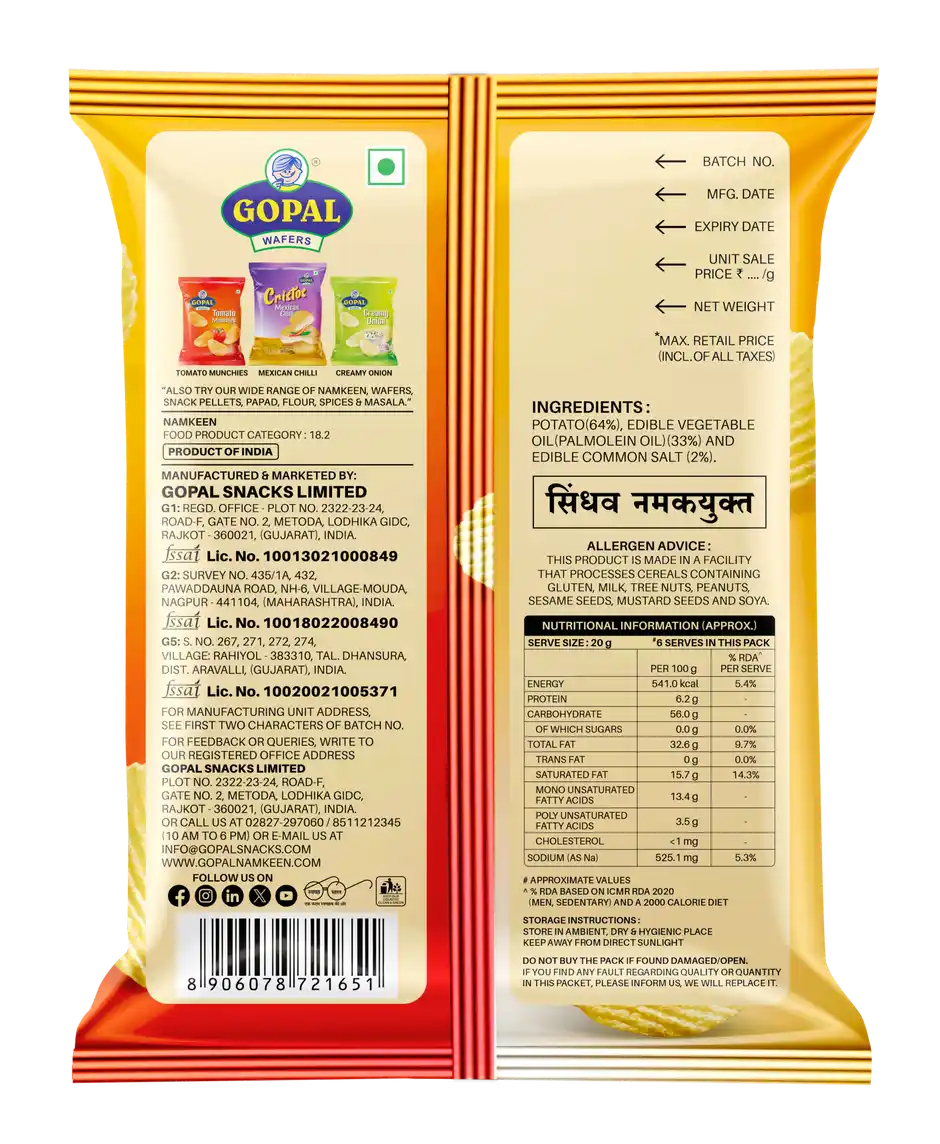 GOPAL
®
WAFERS
GOPAL
Tomato
Cristos
Mexican
Chilli
GOPAL
Creamy
Onion
TOMATO MUNCHIES MEXICAN CHILLI CREAMY ONION
"ALSO TRY OUR WIDE RANGE OF NAMKEEN, WAFERS,
SNACK PELLETS, PAPAD, FLOUR, SPICES & MASALA."
NAMKEEN
FOOD PRODUCT CATEGORY : 18.2
PRODUCT OF INDIA
MANUFACTURED & MARKETED BY:
GOPAL SNACKS LIMITED
G1: REGD. OFFICE - PLOT NO. 2322-23-24,
ROAD-F, GATE NO. 2, METODA, LODHIKA GIDC,
RAJKOT - 360021, (GUJARAT), INDIA.
fssai Lic. No. 10013021000849
G2: SURVEY NO. 435/1A, 432,
PAWADDAUNA ROAD, NH-6, VILLAGE-MOUDA,
NAGPUR - 441104, (MAHARASHTRA), INDIA.
fssai Lic. No. 10018022008490
G5: S. NO. 267, 271, 272, 274,
VILLAGE: RAHIYOL - 383310, TAL. DHANSURA,
DIST. ARAVALLI, (GUJARAT), INDIA.
fssai Lic. No. 10020021005371
FOR MANUFACTURING UNIT ADDRESS,
SEE FIRST TWO CHARACTERS OF BATCH NO.
FOR FEEDBACK OR QUERIES, WRITE TO
OUR REGISTERED OFFICE ADDRESS
GOPAL SNACKS LIMITED
PLOT NO. 2322-23-24, ROAD-F,
GATE NO. 2, METODA, LODHIKA GIDC,
RAJKOT - 360021, (GUJARAT), INDIA.
OR CALL US AT 02827-297060 / 8511212345
(10 AM TO 6 PM) OR E-MAIL US AT
INFO@GOPALSNACKS.COM
WWW.GOPALNAMKEEN.COM
FOLLOW US ON
स्वच्छ भारत
एक कदम स्वच्छता की ओर
8 906078 721651
BATCH NO.
MFG. DATE
EXPIRY DATE
UNIT SALE
PRICE ₹ .... /g
NET WEIGHT
*MAX. RETAIL PRICE
(INCL. OF ALL TAXES)
INGREDIENTS :
POTATO(64%), EDIBLE VEGETABLE
OIL(PALMOLEIN OIL)(33%) AND
EDIBLE COMMON SALT (2%).
सिंधव नमकयुक्त
ALLERGEN ADVICE :
THIS PRODUCT IS MADE IN A FACILITY
THAT PROCESSES CEREALS CONTAINING
GLUTEN, MILK, TREE NUTS, PEANUTS,
SESAME SEEDS, MUSTARD SEEDS AND SOYA.
NUTRITIONAL INFORMATION (APPROX.)
SERVE SIZE : 20 g #6 SERVES IN THIS PACK
PER 100 g % RDA^ PER SERVE
ENERGY 541.0 kcal 5.4%
PROTEIN 6.2 g -
CARBOHYDRATE 56.0 g -
OF WHICH SUGARS 0.0 g 0.0%
TOTAL FAT 32.6 g 9.7%
TRANS FAT 0 g 0.0%
SATURATED FAT 15.7 g 14.3%
MONO UNSATURATED FATTY ACIDS 13.4 g -
POLY UNSATURATED FATTY ACIDS 3.5 g -
CHOLESTEROL <1 mg -
SODIUM (AS Na) 525.1 mg 5.3%
# APPROXIMATE VALUES
^ % RDA BASED ON ICMR RDA 2020
(MEN, SEDENTARY) AND A 2000 CALORIE DIET
STORAGE INSTRUCTIONS :
STORE IN AMBIENT, DRY & HYGIENIC PLACE
KEEP AWAY FROM DIRECT SUNLIGHT
DO NOT BUY THE PACK IF FOUND DAMAGED/OPEN.
IF YOU FIND ANY FAULT REGARDING QUALITY OR QUANTITY
IN THIS PACKET, PLEASE INFORM US, WE WILL REPLACE IT.